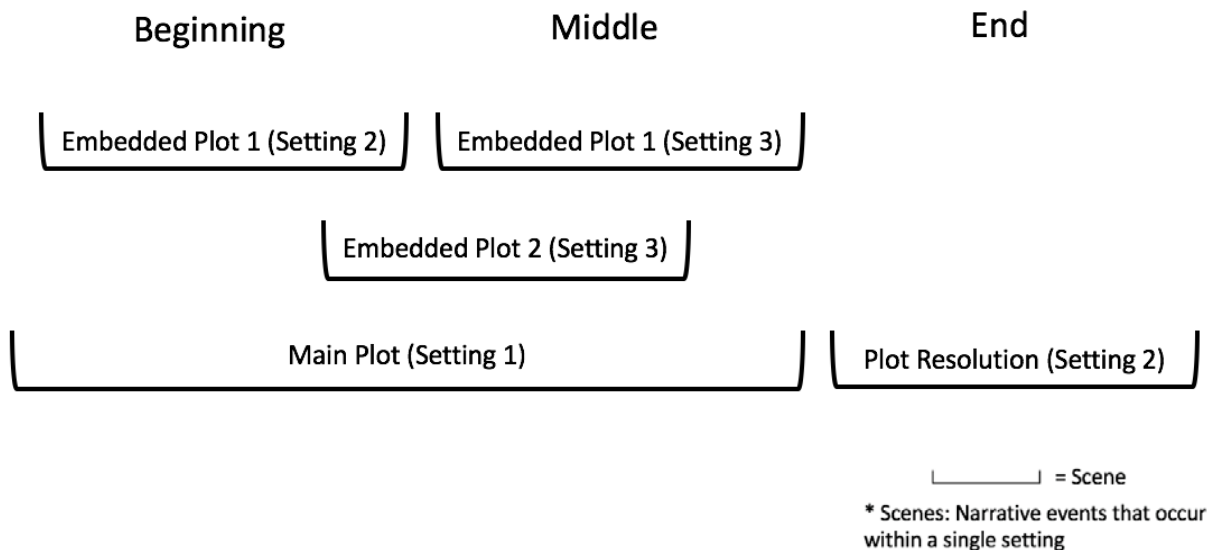 Beginning
Middle
End
Embedded Plot 1 (Setting 2)
Embedded Plot 1 (Setting 3)
Embedded Plot 2 (Setting 3)
Main Plot (Setting 1)
Plot Resolution (Setting 2)
= Scene
* Scenes: Narrative events that occur
within a single setting